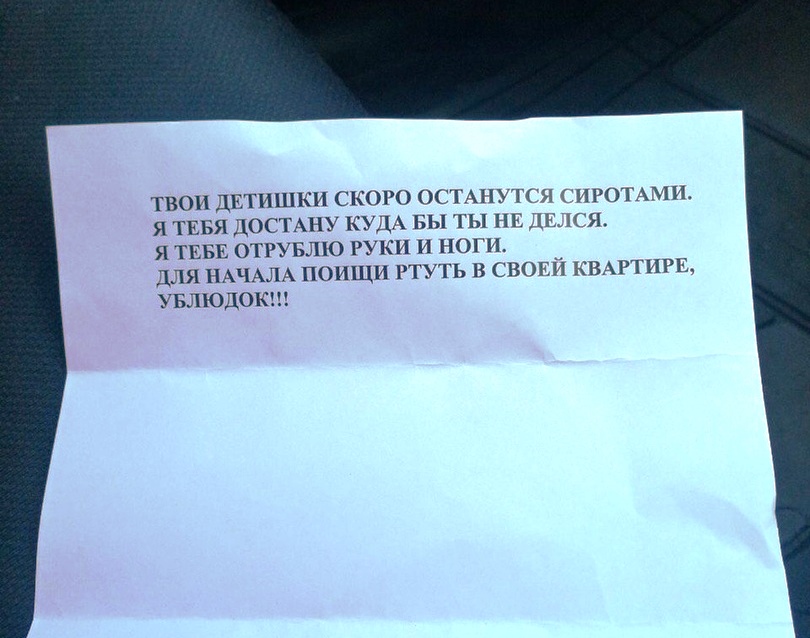 ТВОИ ДЕТИШКИ СКОРО ОСТАНУТСЯ СИРОТАМИ.
Я ТЕБЯ ДОСТАНУ КУДА БЫ ТЫ НЕ ДЕЛСЯ.
Я ТЕБЕ ОТРУБЛЮ РУКИ И НОГИ.
ДЛЯ НАЧАЛА ПОИЩИ РТУТЬ В СВОЕЙ КВАРТИРЕ,
УБЛЮДОК!!!